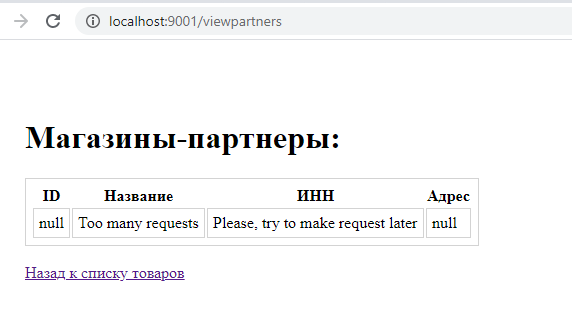 localhost:9001/viewpartners
Магазины-партнеры:
ID Название ИНН Адрес
null Too many requests Please, try to make request later null
Назад к списку товаров